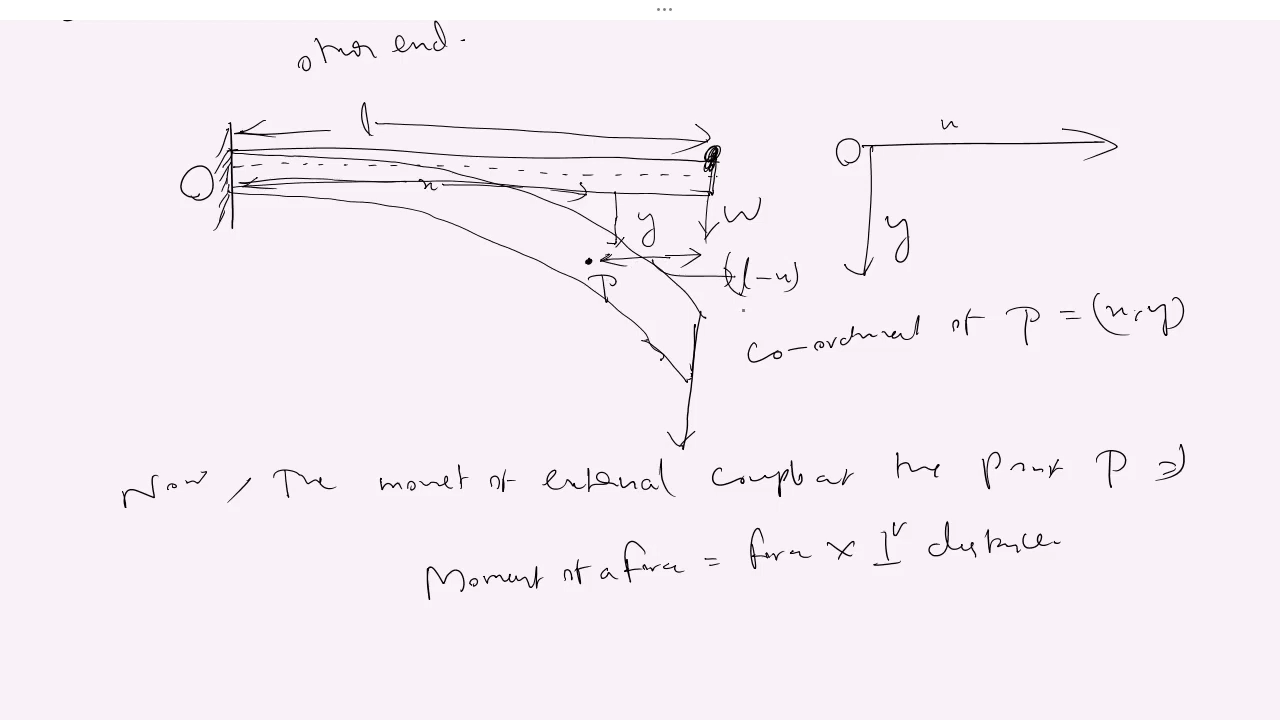 other end.
l
x
O
x
O
y
W
y
(l-x)
P
co-ordinate of P = (x, y)
Now, The moment of external couple at the point P ⇒
Moment of a force = force × ⊥r distance.